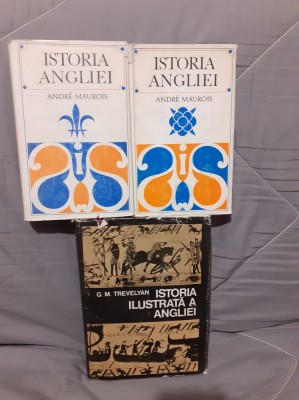 ISTORIA
ANGLIEI
ANDRÉ MAUROIS
ISTORIA
ANGLIEI
ANDRÉ MAUROIS
G. M. TREVELYAN
ISTORIA
ILUSTRATĂ A
ANGLIEI